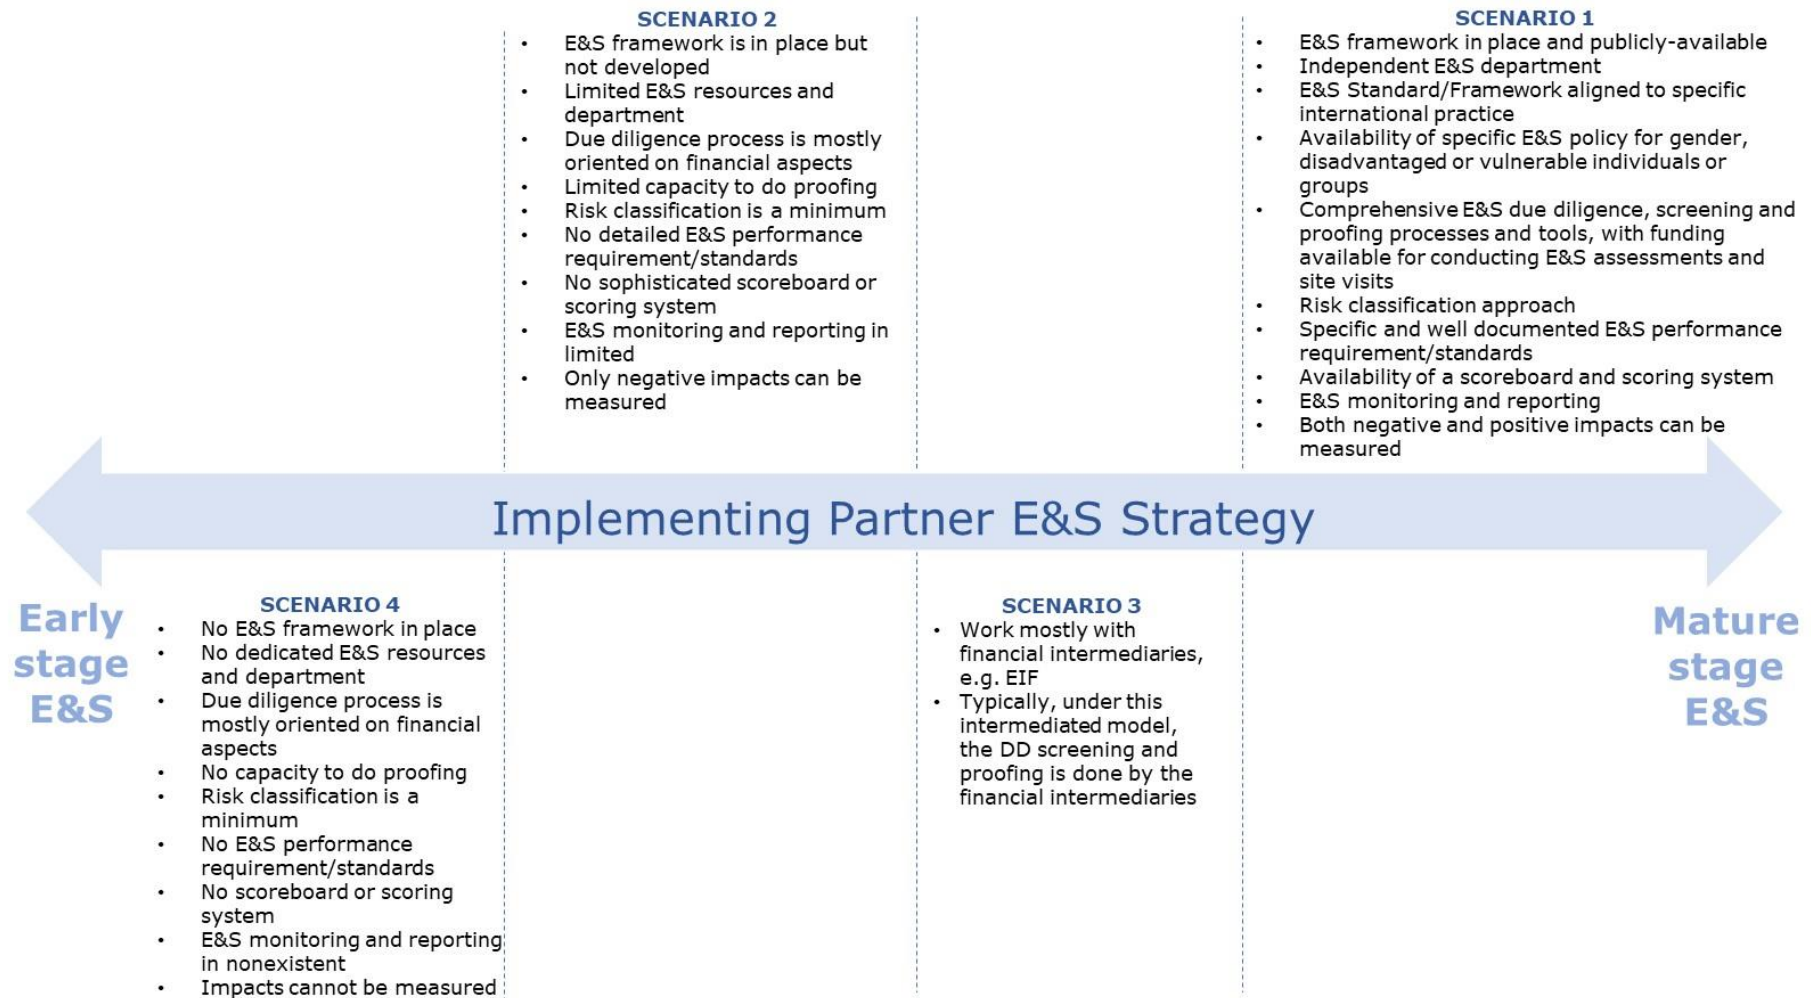 SCENARIO 2
• E&S framework is in place but
not developed
• Limited E&S resources and
department
• Due diligence process is mostly
oriented on financial aspects
• Limited capacity to do proofing
• Risk classification is a minimum
• No detailed E&S performance
requirement/standards
• No sophisticated scoreboard or
scoring system
• E&S monitoring and reporting in
limited
• Only negative impacts can be
measured
SCENARIO 1
• E&S framework in place and publicly-available
• Independent E&S department
• E&S Standard/Framework aligned to specific
international practice
• Availability of specific E&S policy for gender,
disadvantaged or vulnerable individuals or
groups
• Comprehensive E&S due diligence, screening and
proofing processes and tools, with funding
available for conducting E&S assessments and
site visits
• Risk classification approach
• Specific and well documented E&S performance
requirement/standards
• Availability of a scoreboard and scoring system
• E&S monitoring and reporting
• Both negative and positive impacts can be
measured
Implementing Partner E&S Strategy
Early
stage
E&S
SCENARIO 4
• No E&S framework in place
• No dedicated E&S resources
and department
• Due diligence process is
mostly oriented on financial
aspects
• No capacity to do proofing
• Risk classification is a
minimum
• No E&S performance
requirement/standards
• No scoreboard or scoring
system
• E&S monitoring and reporting
in nonexistent
• Impacts cannot be measured
SCENARIO 3
• Work mostly with
financial intermediaries,
e.g. EIF
• Typically, under this
intermediated model,
the DD screening and
proofing is done by the
financial intermediaries
Mature
stage
E&S